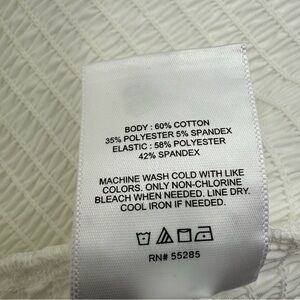 BODY : 60% COTTON
35% POLYESTER 5% SPANDEX
ELASTIC : 58% POLYESTER
42% SPANDEX
MACHINE WASH COLD WITH LIKE
COLORS. ONLY NON-CHLORINE
BLEACH WHEN NEEDED. LINE DRY.
COOL IRON IF NEEDED.
RN# 55285